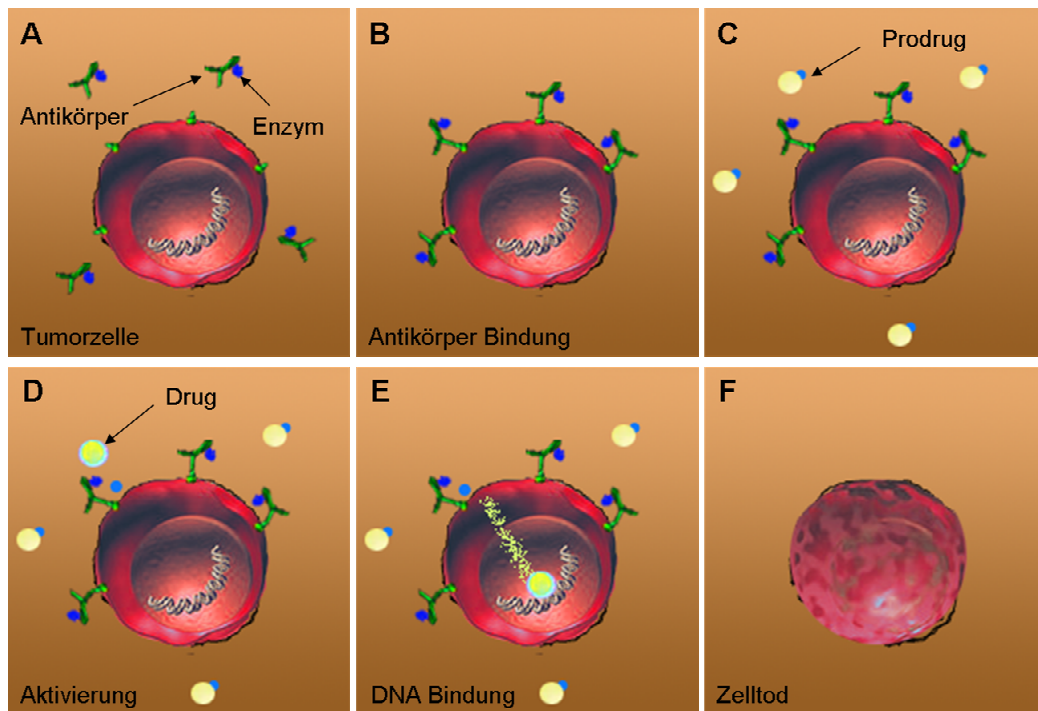 A
Antikörper
Enzym
Tumorzelle
B
Antikörper Bindung
C
Prodrug
D
Drug
Aktivierung
E
DNA Bindung
F
Zelltod